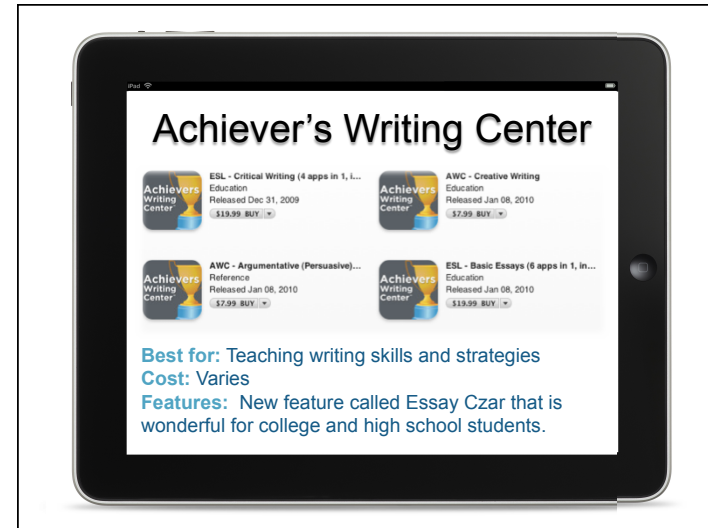 iPad
Achiever's Writing Center
Achievers
Writing
Center
ESL - Critical Writing (4 apps in 1, i...
Education
Released Dec 31, 2009
$19.99 BUY
Achievers
Writing
Center
AWC - Creative Writing
Education
Released Jan 08, 2010
$7.99 BUY
Achievers
Writing
Center
AWC - Argumentative (Persuasive)...
Reference
Released Jan 08, 2010
$7.99 BUY
Achievers
Writing
Center
ESL - Basic Essays (6 apps in 1, in...
Education
Released Jan 08, 2010
$19.99 BUY
Best for: Teaching writing skills and strategies
Cost: Varies
Features: New feature called Essay Czar that is
wonderful for college and high school students.